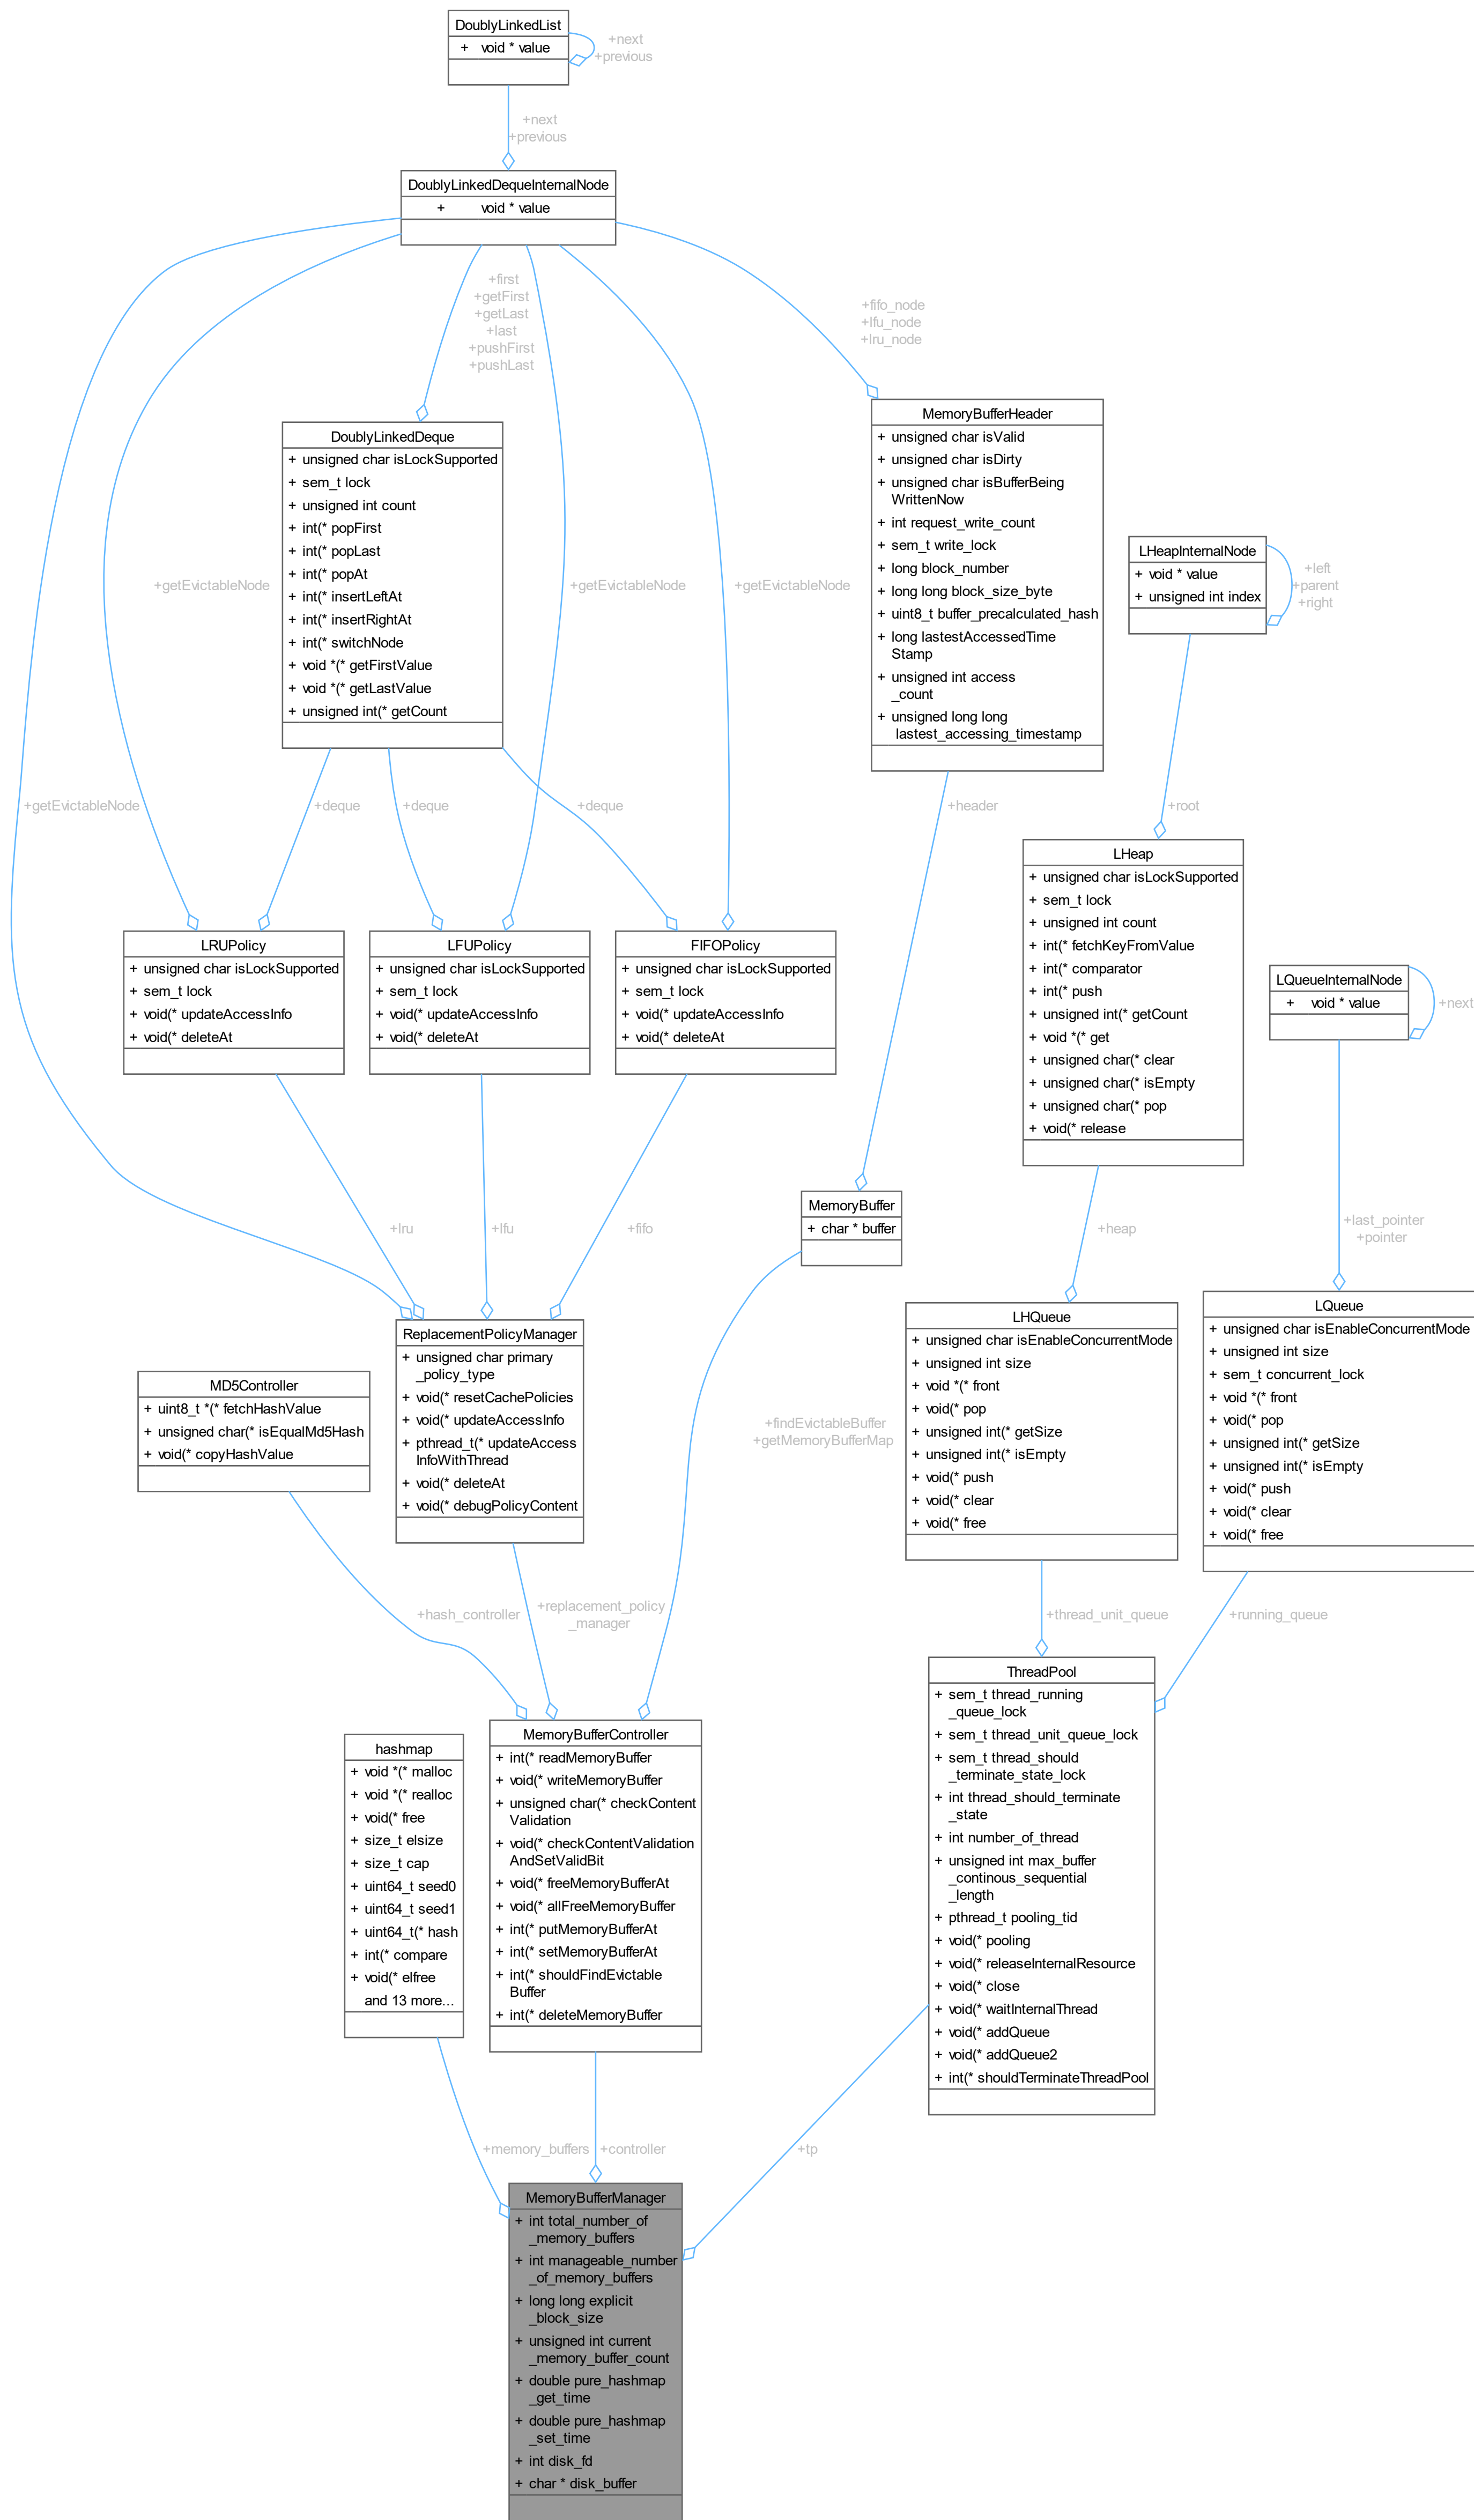 DoublyLinkedList
+ void * value
+next
+previous
+next
+previous
DoublyLinkedDequeInternalNode
+ void * value
+first
+getFirst
+getLast
+last
+pushFirst
+pushLast
+fifo_node
+lfu_node
+lru_node
DoublyLinkedDeque
+ unsigned char isLockSupported
+ sem_t lock
+ unsigned int count
+ int(* popFirst
+ int(* popLast
+ int(* popAt
+ int(* insertLeftAt
+ int(* insertRightAt
+ int(* switchNode
+ void *(* getFirstValue
+ void *(* getLastValue
+ unsigned int(* getCount
MemoryBufferHeader
+ unsigned char isValid
+ unsigned char isDirty
+ unsigned char isBufferBeing
WrittenNow
+ int request_write_count
+ sem_t write_lock
+ long block_number
+ long long block_size_byte
+ uint8_t buffer_precalculated_hash
+ long lastestAccessedTime
Stamp
+ unsigned int access
_count
+ unsigned long long
lastest_accessing_timestamp
LHeapInternalNode
+ void * value
+ unsigned int index
+left
+parent
+right
+getEvictableNode
+getEvictableNode
+getEvictableNode
+getEvictableNode
+deque
+deque
+deque
+header
+root
LHeap
+ unsigned char isLockSupported
+ sem_t lock
+ unsigned int count
+ int(* fetchKeyFromValue
+ int(* comparator
+ int(* push
+ unsigned int(* getCount
+ void *(* get
+ unsigned char(* clear
+ unsigned char(* isEmpty
+ unsigned char(* pop
+ void(* release
LRUPolicy
+ unsigned char isLockSupported
+ sem_t lock
+ void(* updateAccessInfo
+ void(* deleteAt
LFUPolicy
+ unsigned char isLockSupported
+ sem_t lock
+ void(* updateAccessInfo
+ void(* deleteAt
FIFOPolicy
+ unsigned char isLockSupported
+ sem_t lock
+ void(* updateAccessInfo
+ void(* deleteAt
LQueueInternalNode
+ void * value
+next
+lru
+lfu
+fifo
MemoryBuffer
+ char * buffer
+heap
+last_pointer
+pointer
ReplacementPolicyManager
+ unsigned char primary
_policy_type
+ void(* resetCachePolicies
+ void(* updateAccessInfo
+ pthread_t(* updateAccess
InfoWithThread
+ void(* deleteAt
+ void(* debugPolicyContent
MD5Controller
+ uint8_t *(* fetchHashValue
+ unsigned char(* isEqualMd5Hash
+ void(* copyHashValue
+findEvictableBuffer
+getMemoryBufferMap
LHQueue
+ unsigned char isEnableConcurrentMode
+ unsigned int size
+ void *(* front
+ void(* pop
+ unsigned int(* getSize
+ unsigned int(* isEmpty
+ void(* push
+ void(* clear
+ void(* free
LQueue
+ unsigned char isEnableConcurrentMode
+ unsigned int size
+ sem_t concurrent_lock
+ void *(* front
+ void(* pop
+ unsigned int(* getSize
+ unsigned int(* isEmpty
+ void(* push
+ void(* clear
+ void(* free
+hash_controller
+replacement_policy
_manager
+thread_unit_queue
+running_queue
hashmap
+ void *(* malloc
+ void *(* realloc
+ void(* free
+ size_t elsize
+ size_t cap
+ uint64_t seed0
+ uint64_t seed1
+ uint64_t(* hash
+ int(* compare
+ void(* elfree
and 13 more...
MemoryBufferController
+ int(* readMemoryBuffer
+ void(* writeMemoryBuffer
+ unsigned char(* checkContent
Validation
+ void(* checkContentValidation
AndSetValidBit
+ void(* freeMemoryBufferAt
+ void(* allFreeMemoryBuffer
+ int(* putMemoryBufferAt
+ int(* setMemoryBufferAt
+ int(* shouldFindEvictable
Buffer
+ int(* deleteMemoryBuffer
ThreadPool
+ sem_t thread_running
_queue_lock
+ sem_t thread_unit_queue_lock
+ sem_t thread_should
_terminate_state_lock
+ int thread_should_terminate
_state
+ int number_of_thread
+ unsigned int max_buffer
_continous_sequential
_length
+ pthread_t pooling_tid
+ void(* pooling
+ void(* releaseInternalResource
+ void(* close
+ void(* waitInternalThread
+ void(* addQueue
+ void(* addQueue2
+ int(* shouldTerminateThreadPool
+memory_buffers
+controller
+tp
MemoryBufferManager
+ int total_number_of
_memory_buffers
+ int manageable_number
_of_memory_buffers
+ long long explicit
_block_size
+ unsigned int current
_memory_buffer_count
+ double pure_hashmap
_get_time
+ double pure_hashmap
_set_time
+ int disk_fd
+ char * disk_buffer